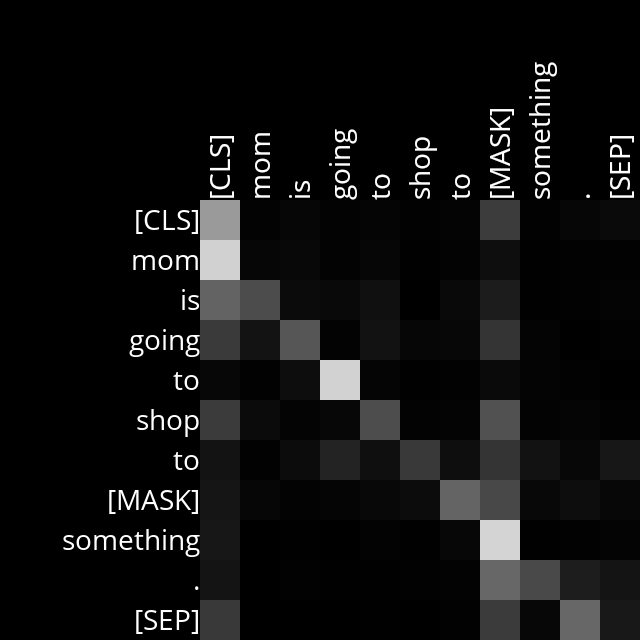 [CLS] mom is going to shop to [MASK] something . [SEP]
[CLS]
mom
is
going
to
shop
to
[MASK]
something
.
[SEP]